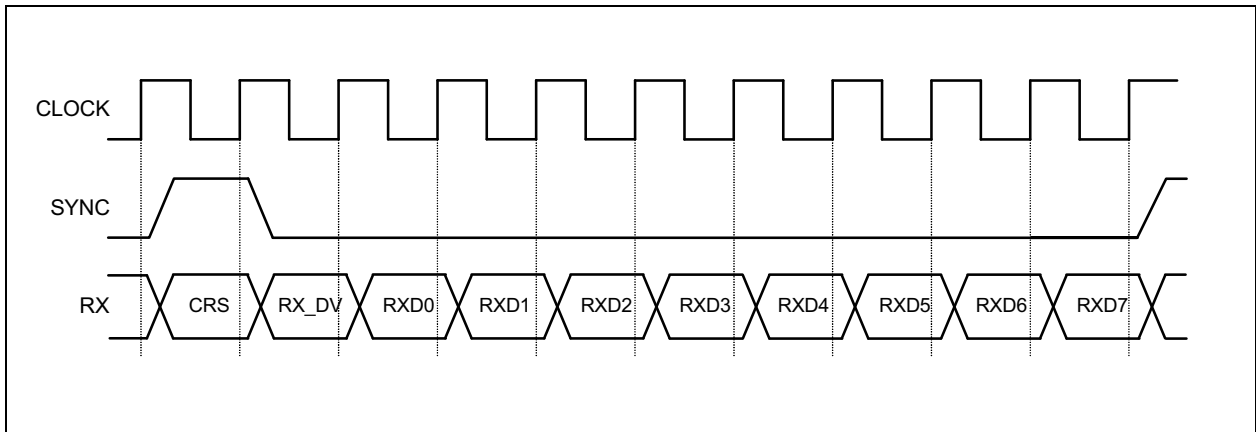 CLOCK
SYNC
RX CRS RX_DV RXD0 RXD1 RXD2 RXD3 RXD4 RXD5 RXD6 RXD7